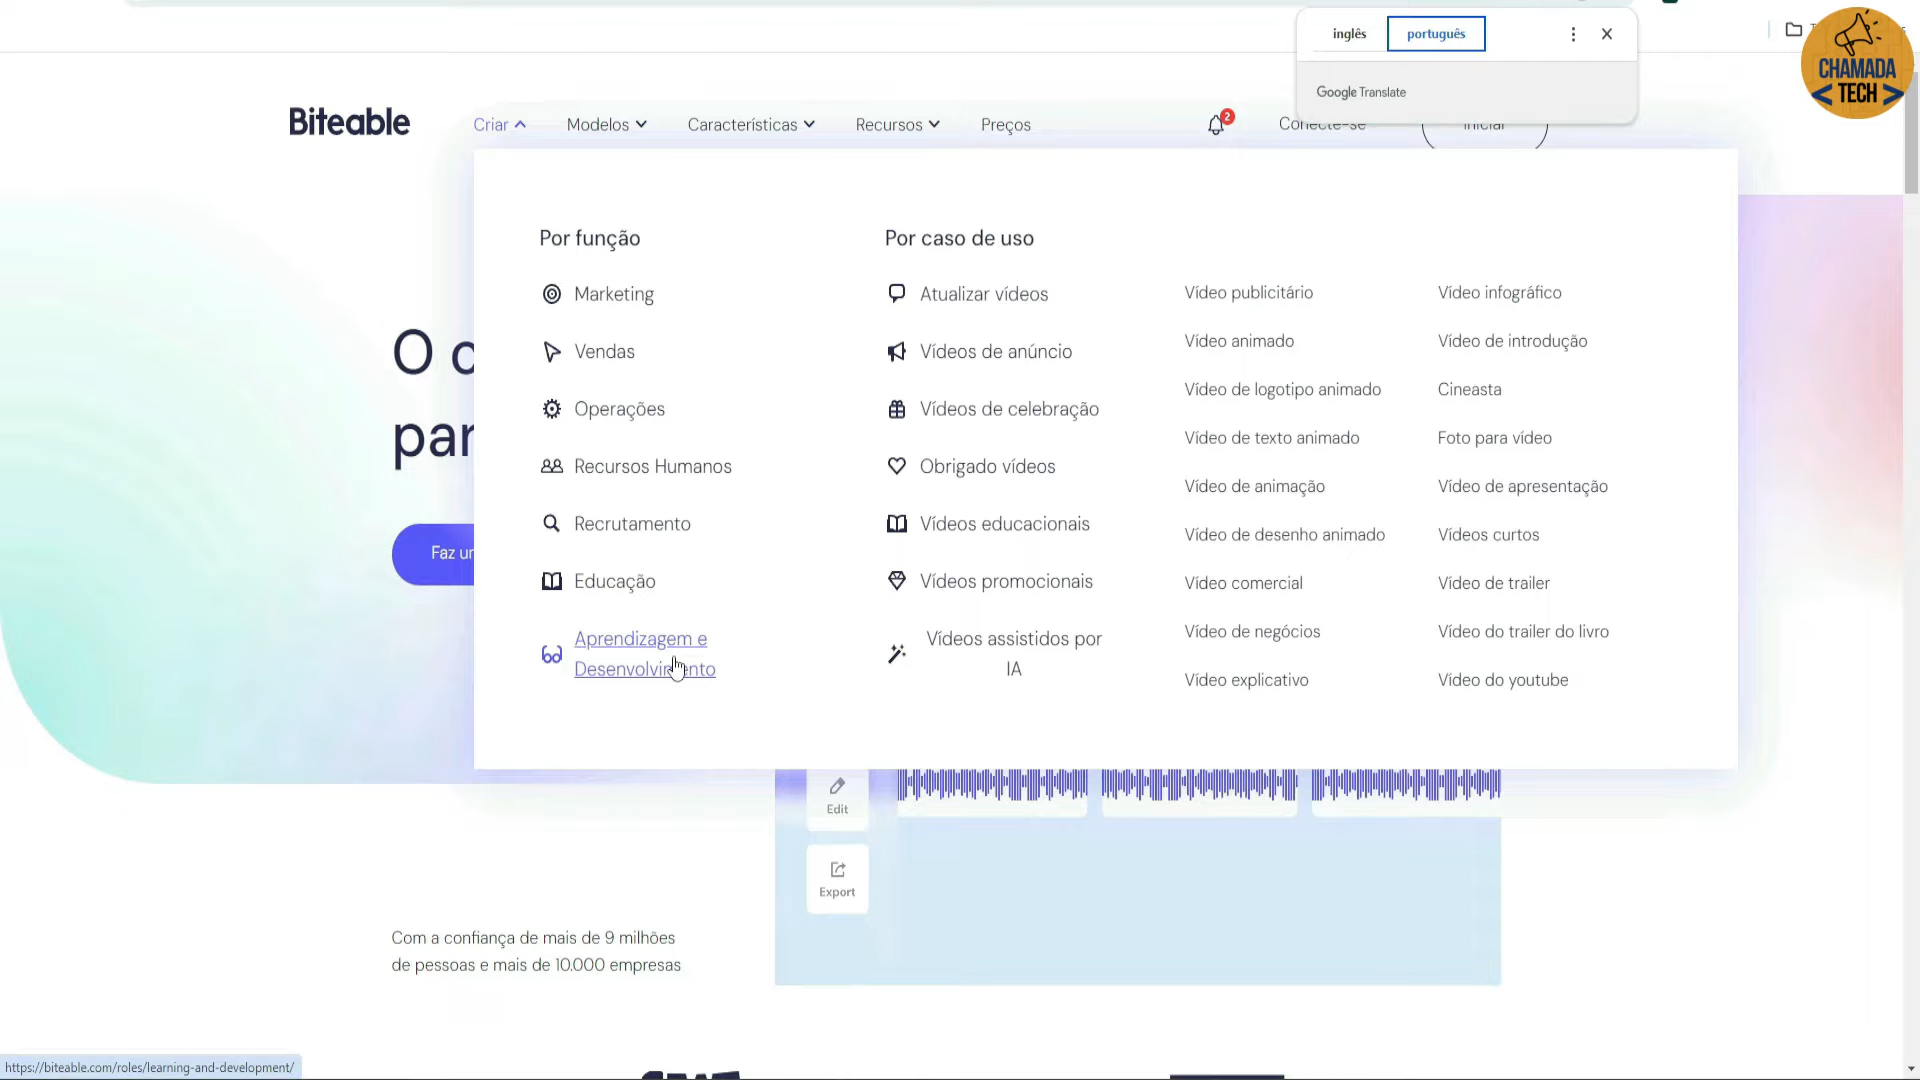 inglês português
Google Translate
CHAMADA
< TECH >
Biteable
Criar Modelos Características Recursos Preços 2 Conecte-se Iniciar
Por função
Marketing
Vendas
Operações
Recursos Humanos
Recrutamento
Educação
Aprendizagem e
Desenvolvimento
Por caso de uso
Atualizar vídeos
Vídeos de anúncio
Vídeos de celebração
Obrigado vídeos
Vídeos educacionais
Vídeos promocionais
Vídeos assistidos por
IA
Vídeo publicitário
Vídeo animado
Vídeo de logotipo animado
Vídeo de texto animado
Vídeo de animação
Vídeo de desenho animado
Vídeo comercial
Vídeo de negócios
Vídeo explicativo
Vídeo infográfico
Vídeo de introdução
Cineasta
Foto para vídeo
Vídeo de apresentação
Vídeos curtos
Vídeo de trailer
Vídeo do trailer do livro
Vídeo do youtube
O
par
Faz
Edit
Export
Com a confiança de mais de 9 milhões
de pessoas e mais de 10.000 empresas
https://biteable.com/roles/learning-and-development/